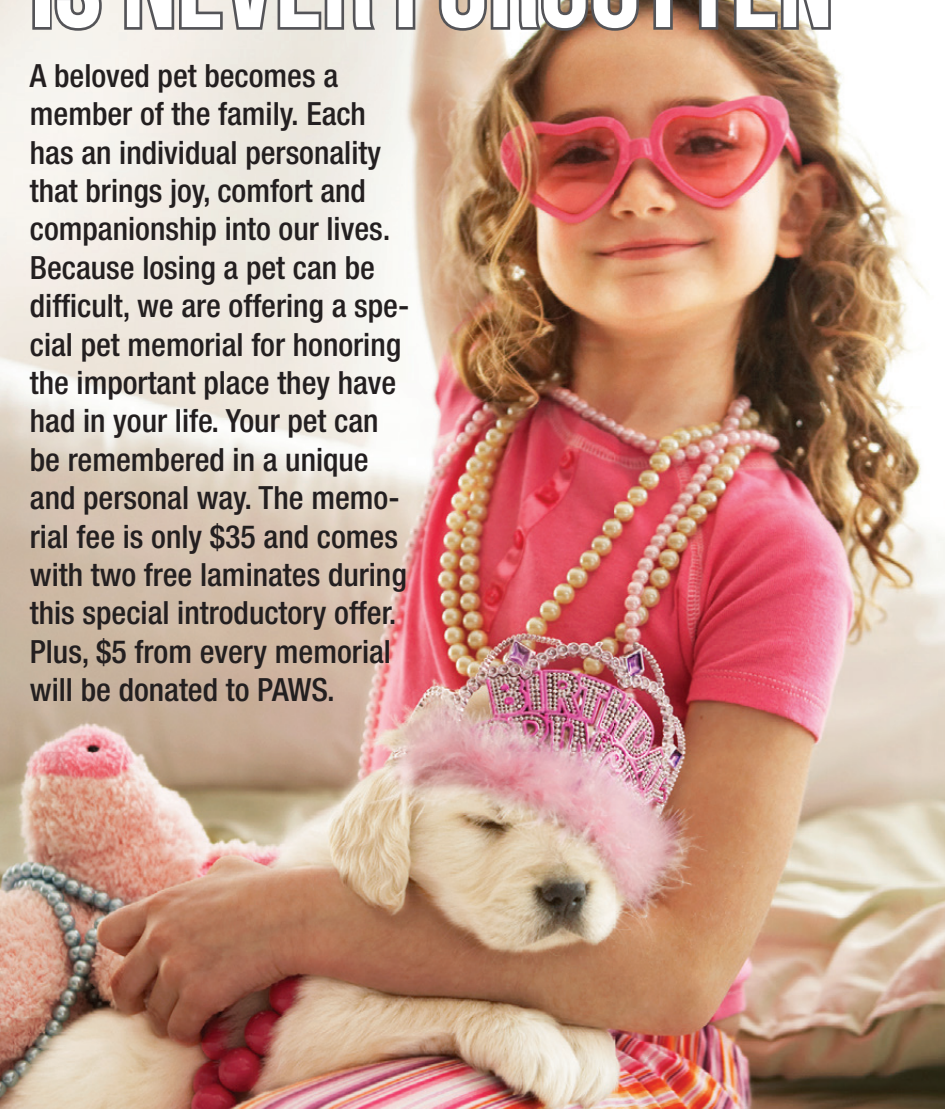 IS NEVER FORGOTTEN
A beloved pet becomes a
member of the family. Each
has an individual personality
that brings joy, comfort and
companionship into our lives.
Because losing a pet can be
difficult, we are offering a spe-
cial pet memorial for honoring
the important place they have
had in your life. Your pet can
be remembered in a unique
and personal way. The memo-
rial fee is only $35 and comes
with two free laminates during
this special introductory offer.
Plus, $5 from every memorial
will be donated to PAWS.
BIRTHDAY